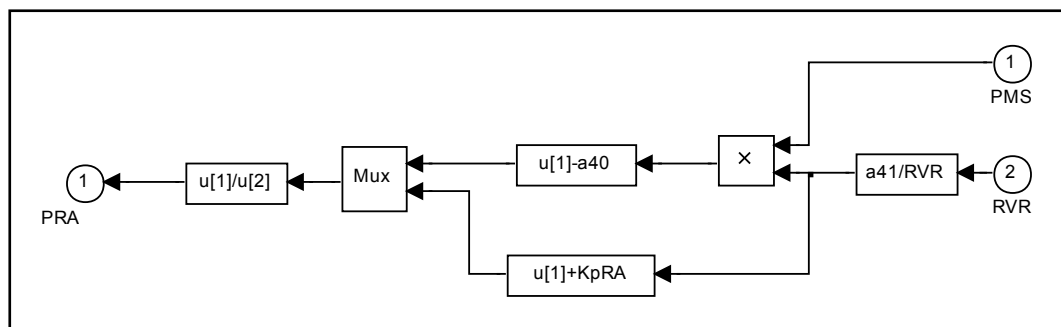 1
PMS
u[1]-a40
×
1
u[1]/u[2]
Mux
a41/RVR
2
PRA
RVR
u[1]+KpRA